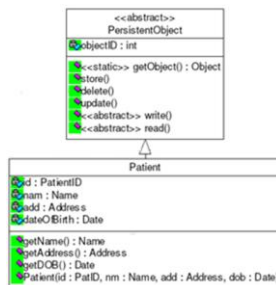 <<abstract>>
PersistentObject
objectID : int
<<static>> getObject() : Object
store()
delete()
update()
<<abstract>> write()
<<abstract>> read()
Patient
id : PatientID
nam : Name
add : Address
dateOfBirth : Date
getName() : Name
getAddress() : Address
getDOB() : Date
Patient(id : PatID, nm : Name, add : Address, dob : Date)